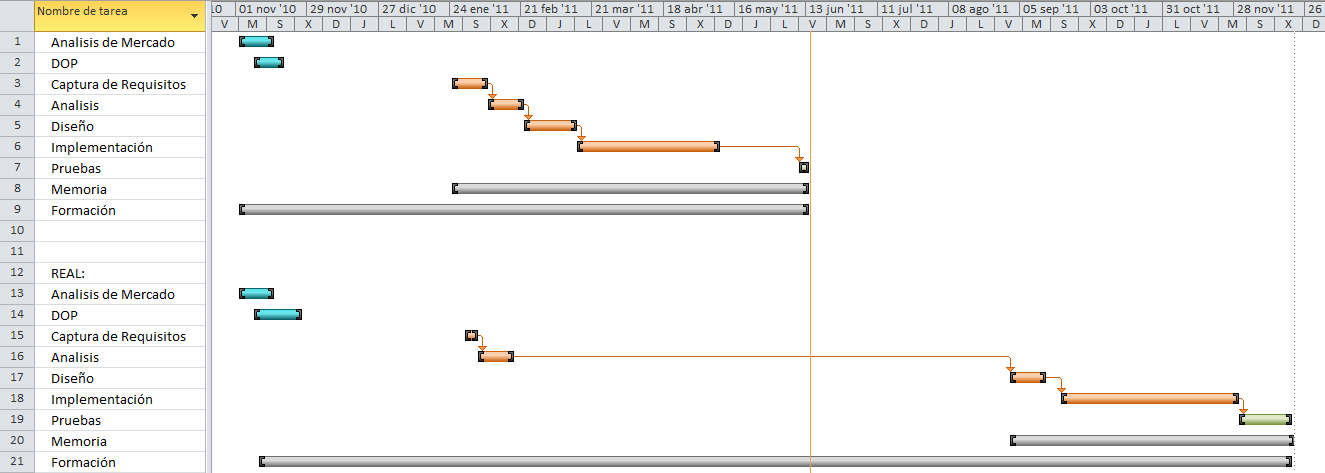 Nombre de tarea
10 01 nov '10 29 nov '10 27 dic '10 24 ene '11 21 feb '11 21 mar '11 18 abr '11 16 may '11 13 jun '11 11 jul '11 08 ago '11 05 sep '11 03 oct '11 31 oct '11 28 nov '11 26
V M S X D J L V M S X D J L V M S X D J L V M S X D J L V M S X
1 Analisis de Mercado
2 DOP
3 Captura de Requisitos
4 Analisis
5 Diseño
6 Implementación
7 Pruebas
8 Memoria
9 Formación
10
11
12 REAL:
13 Analisis de Mercado
14 DOP
15 Captura de Requisitos
16 Analisis
17 Diseño
18 Implementación
19 Pruebas
20 Memoria
21 Formación